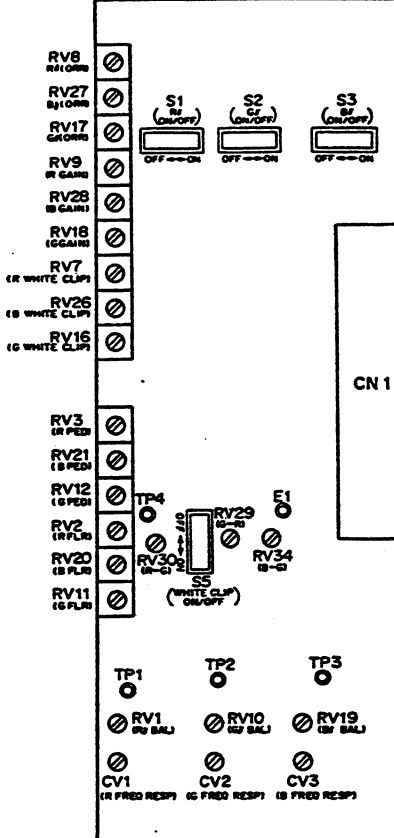 RV8
RV27
RV17
RV9
(R GAIN)
RV28
(B GAIN)
RV18
(G GAIN)
RV7
(R WHITE CLIP)
RV26
(B WHITE CLIP)
RV16
(G WHITE CLIP)
S1
(ON/OFF)
OFF ON
S2
(ON/OFF)
OFF ON
S3
(ON/OFF)
OFF ON
CN 1
RV3
(R PED)
RV21
(B PED)
RV12
(G PED)
RV2
(R FLR)
RV20
(B FLR)
RV11
(G FLR)
TP4
RV30
(R-G)
OFF
ON
S5
(WHITE CLIP
ON/OFF)
RV29
(G-R)
E1
RV34
(B-G)
TP1
TP2
TP3
RV1
RV10
RV19
CV1
(R FREQ RESP)
CV2
(G FREQ RESP)
CV3
(B FREQ RESP)